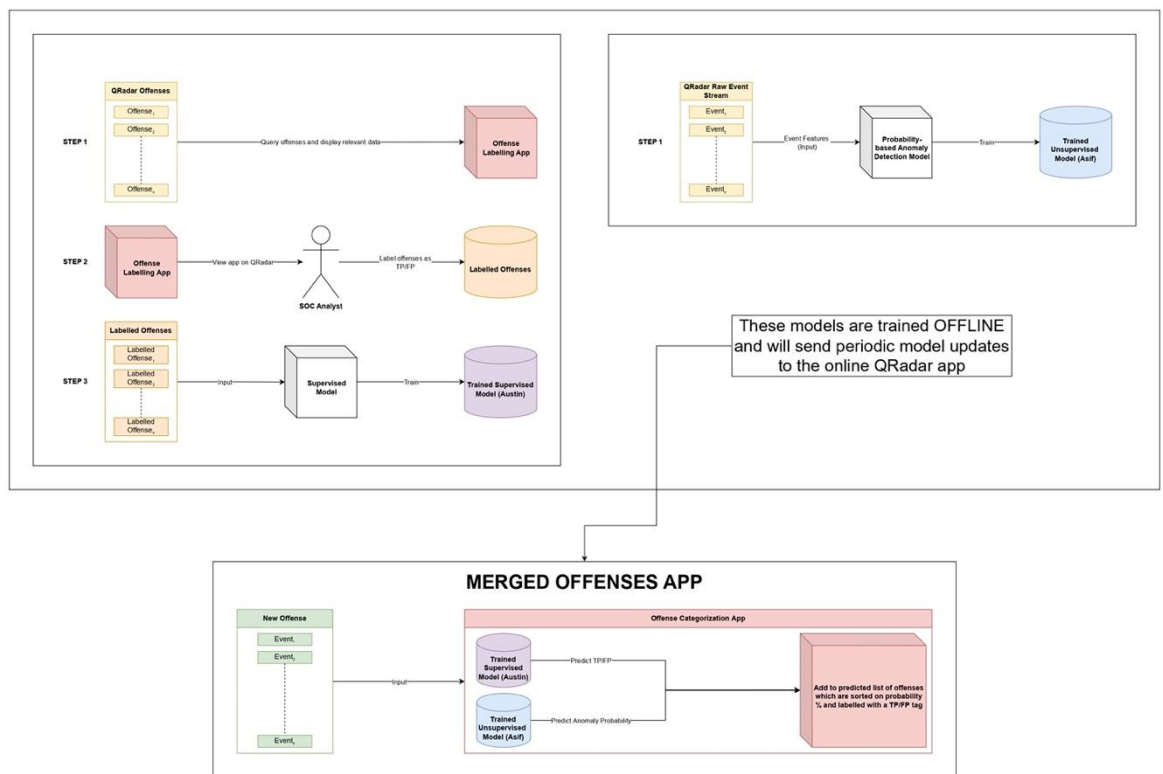 STEP 1
QRadar Offenses
Offense₁
Offense₂
Offenseₙ
Query offenses and display relevant data
Offense
Labelling App
STEP 2
Offense
Labelling App
View app on QRadar
SOC Analyst
Label offenses as
TP/FP
Labelled Offenses
STEP 3
Labelled Offenses
Labelled
Offense₁
Labelled
Offense₂
Labelled
Offenseₙ
Input
Supervised
Model
Train
Trained Supervised
Model (Austin)
STEP 1
QRadar Raw Event
Stream
Event₁
Event₂
Eventₙ
Event Features
(Input)
Probability-
based Anomaly
Detection Model
Train
Trained
Unsupervised
Model (Asif)
These models are trained OFFLINE
and will send periodic model updates
to the online QRadar app
MERGED OFFENSES APP
New Offense
Event₁
Event₂
Eventₙ
Input
Offense Categorization App
Trained
Supervised
Model (Austin)
Predict TP/FP
Trained
Unsupervised
Model (Asif)
Predict Anomaly Probability
Add to predicted list of offenses
which are sorted on probability
% and labelled with a TP/FP tag